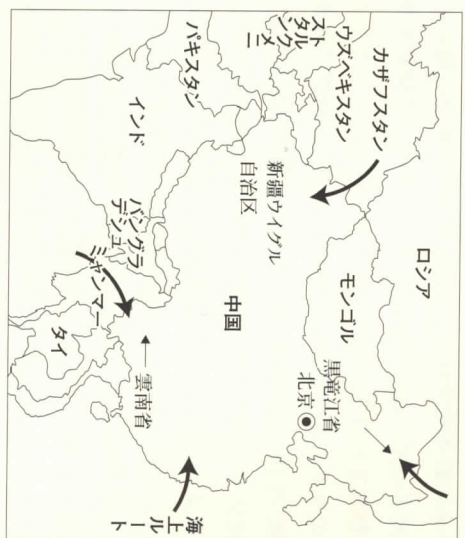 ロシア
カザフスタン
ウズベキスタン
トルクメニ
スタン
パキスタン
インド
バングラ
デシュ
ミャンマー
タイ
モンゴル
新疆ウイグル
自治区
中国
黒竜江省
北京
雲南省
海上ルート